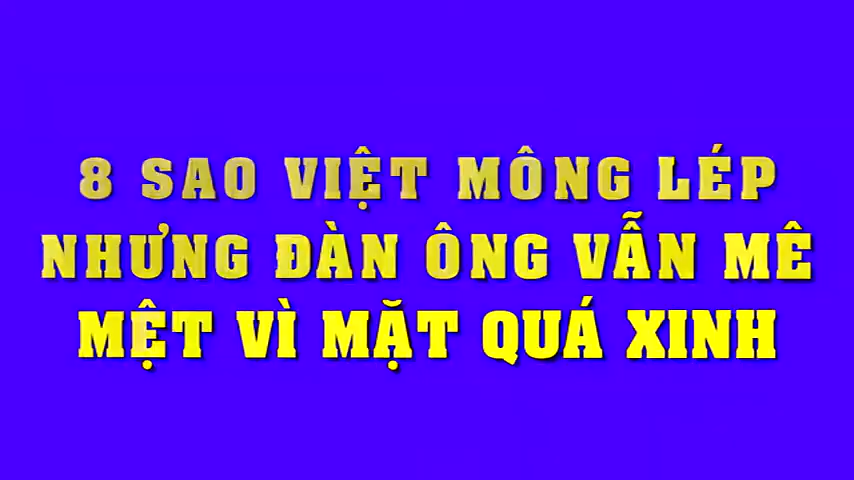 8 SAO VIỆT MÔNG LÉP
NHƯNG ĐÀN ÔNG VẪN MÊ
MỆT VÌ MẶT QUÁ XINH